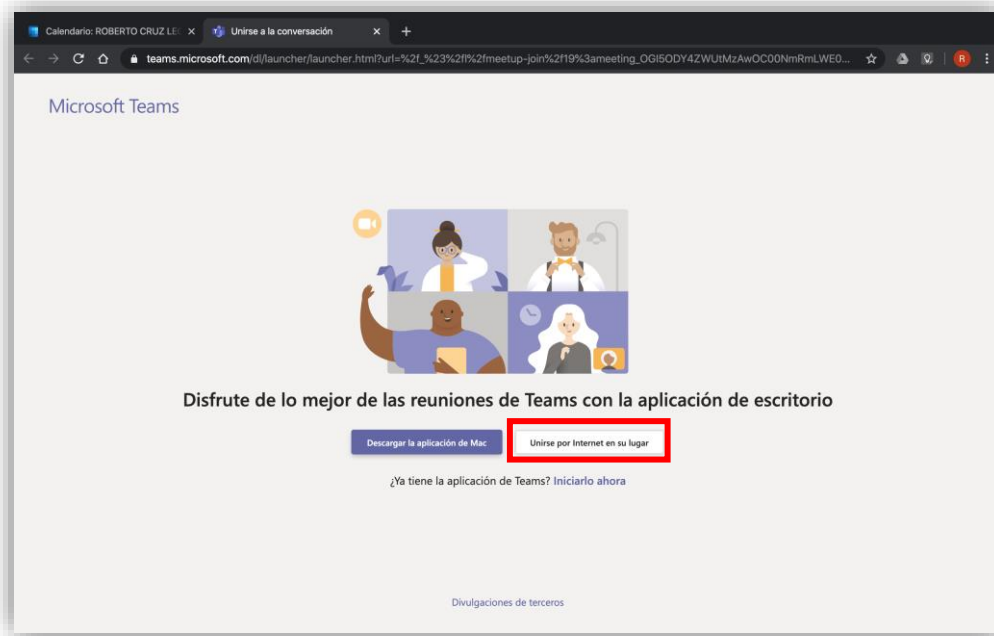 Calendario: ROBERTO CRUZ LE
Unirse a la conversación
teams.microsoft.com/dl/launcher/launcher.html?url=%2f_%23%2fl%2fmeetup-join%2f19%3ameeting_OGI5ODY4ZWUtMzAwOC00NmRmLWE0...
R
Microsoft Teams
Disfrute de lo mejor de las reuniones de Teams con la aplicación de escritorio
Descargar la aplicación de Mac
Unirse por Internet en su lugar
¿Ya tiene la aplicación de Teams? Iniciarlo ahora
Divulgaciones de terceros